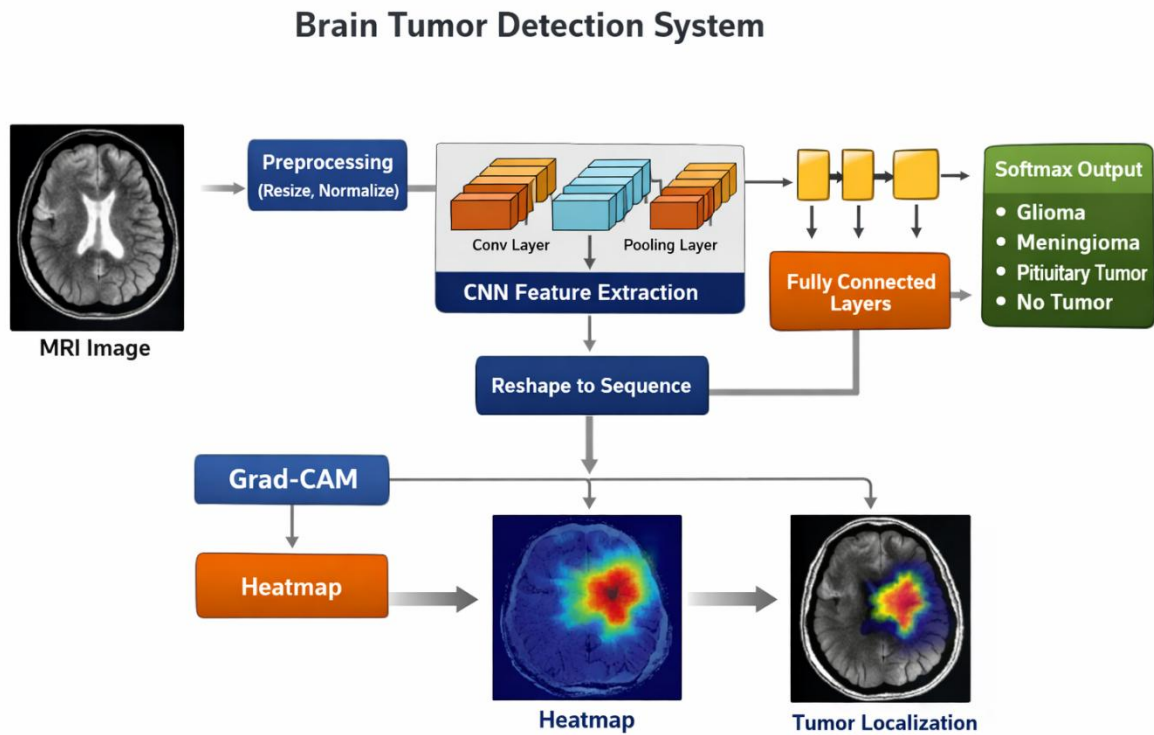 Brain Tumor Detection System
MRI Image
Preprocessing
(Resize, Normalize)
Conv Layer
Pooling Layer
CNN Feature Extraction
Fully Connected
Layers
Softmax Output
• Glioma
• Meningioma
• Pitiuitary Tumor
• No Tumor
Reshape to Sequence
Grad-CAM
Heatmap
Heatmap
Tumor Localization